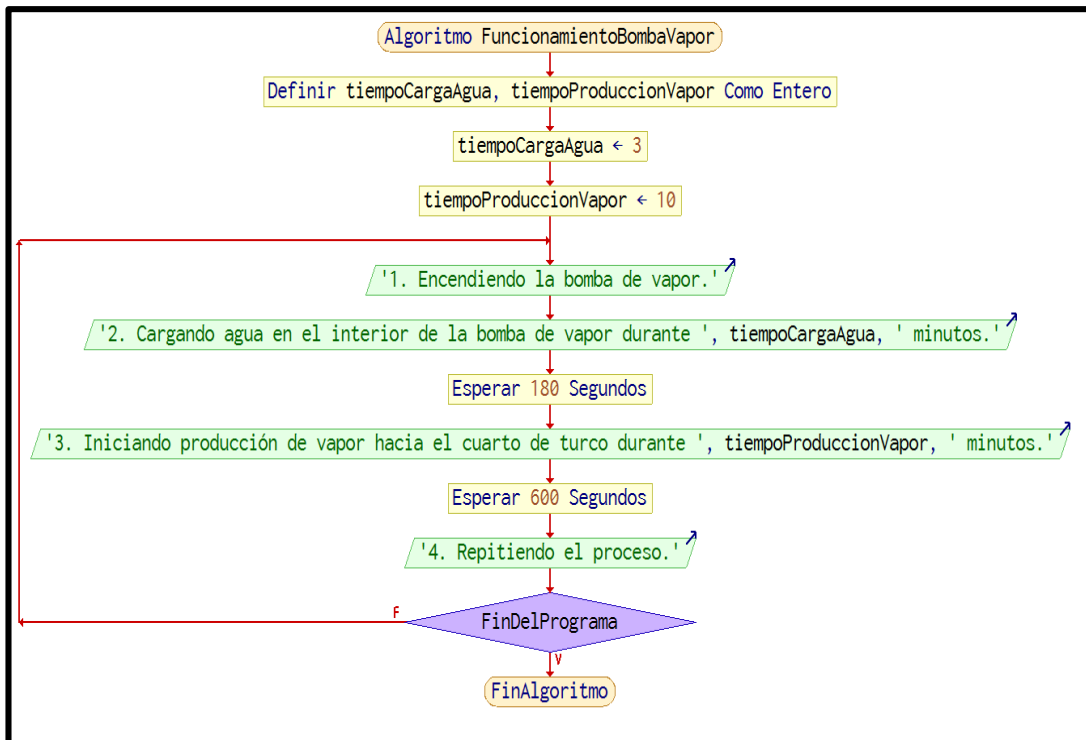 Algoritmo FuncionamientoBombaVapor
Definir tiempoCargaAgua, tiempoProduccionVapor Como Entero
tiempoCargaAgua ← 3
tiempoProduccionVapor ← 10
'1. Encendiendo la bomba de vapor.'
'2. Cargando agua en el interior de la bomba de vapor durante ', tiempoCargaAgua, ' minutos.'
Esperar 180 Segundos
'3. Iniciando producción de vapor hacia el cuarto de turco durante ', tiempoProduccionVapor, ' minutos.'
Esperar 600 Segundos
'4. Repitiendo el proceso.'
F
FinDelPrograma
V
FinAlgoritmo